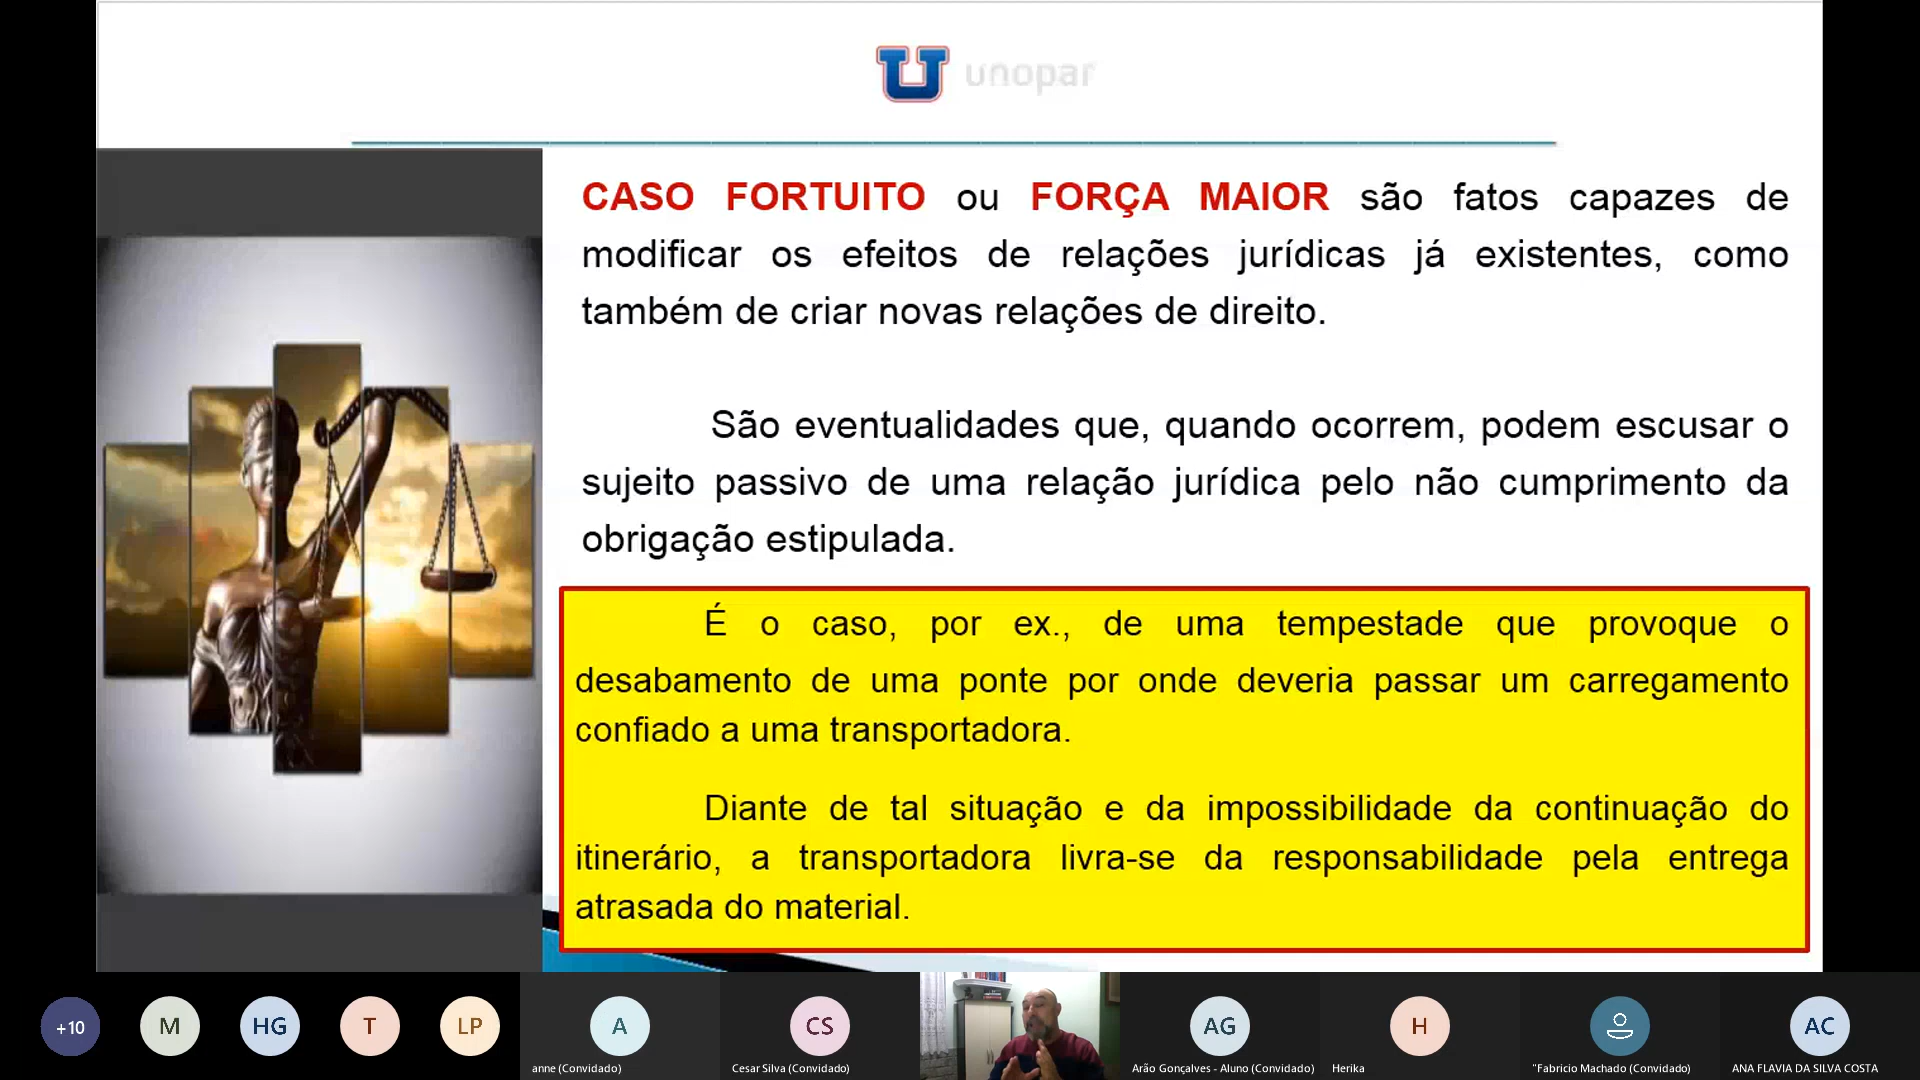 unopar
CASO FORTUITO ou FORÇA MAIOR são fatos capazes de
modificar os efeitos de relações jurídicas já existentes, como
também de criar novas relações de direito.
São eventualidades que, quando ocorrem, podem escusar o
sujeito passivo de uma relação jurídica pelo não cumprimento da
obrigação estipulada.
É o caso, por ex., de uma tempestade que provoque o
desabamento de uma ponte por onde deveria passar um carregamento
confiado a uma transportadora.
Diante de tal situação e da impossibilidade da continuação do
itinerário, a transportadora livra-se da responsabilidade pela entrega
atrasada do material.
+10
M
HG
T
LP
A
CS
AG
H
AC
anne (Convidado)
Cesar Silva (Convidado)
Arão Gonçalves - Aluno (Convidado)
Herika
"Fabricio Machado (Convidado)
ANA FLAVIA DA SILVA COSTA